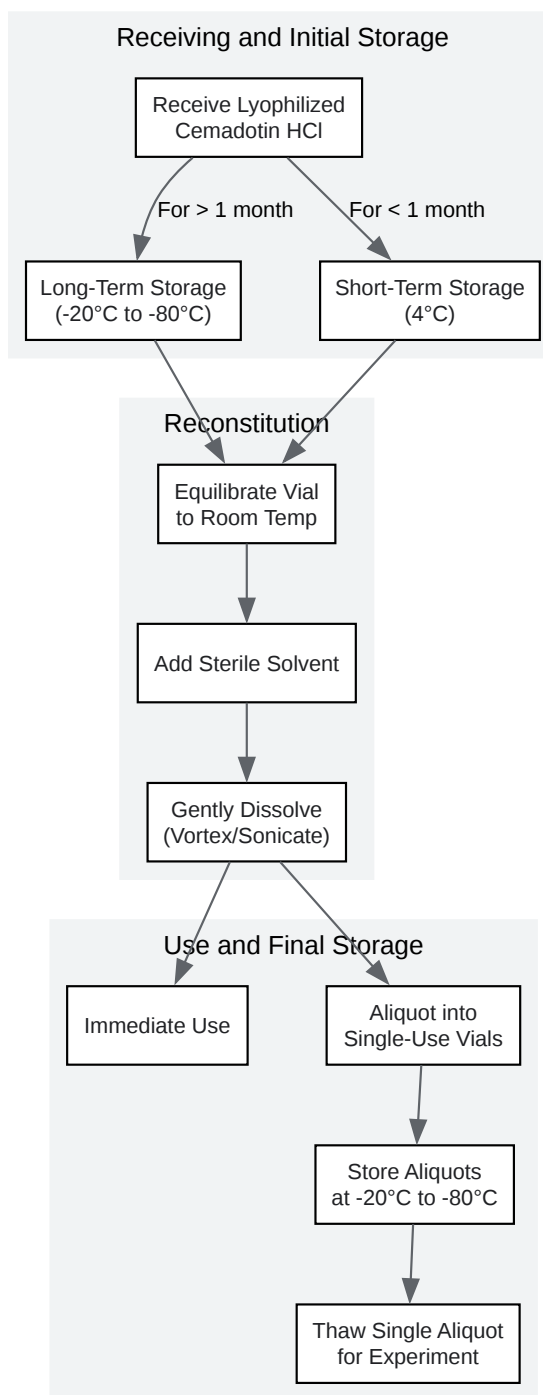 Receiving and Initial Storage
Receive Lyophilized
Cemadotin HCl
For > 1 month
For < 1 month
Long-Term Storage
(-20°C to -80°C)
Short-Term Storage
(4°C)
Reconstitution
Equilibrate Vial
to Room Temp
Add Sterile Solvent
Gently Dissolve
(Vortex/Sonicate)
Use and Final Storage
Immediate Use
Aliquot into
Single-Use Vials
Store Aliquots
at -20°C to -80°C
Thaw Single Aliquot
for Experiment